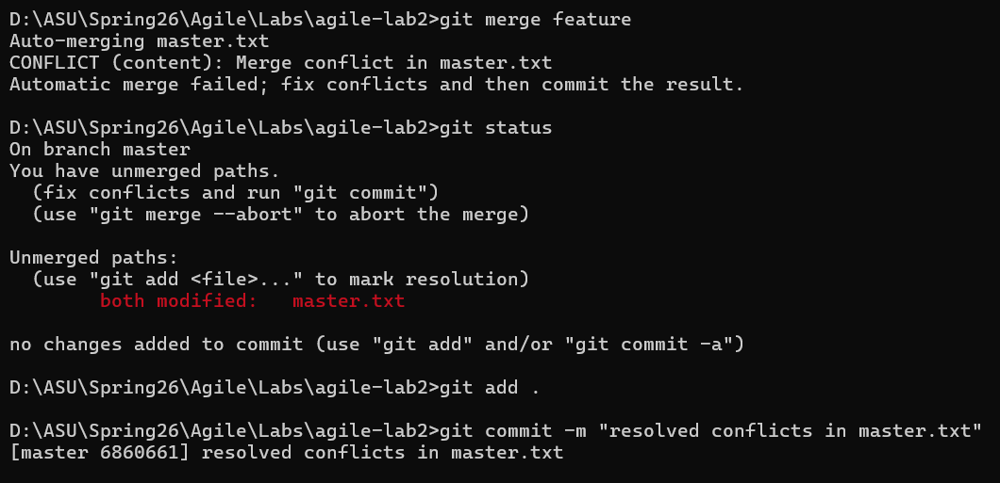 D:\ASU\Spring26\Agile\Labs\agile-lab2>git merge feature
Auto-merging master.txt
CONFLICT (content): Merge conflict in master.txt
Automatic merge failed; fix conflicts and then commit the result.

D:\ASU\Spring26\Agile\Labs\agile-lab2>git status
On branch master
You have unmerged paths.
  (fix conflicts and run "git commit")
  (use "git merge --abort" to abort the merge)

Unmerged paths:
  (use "git add <file>..." to mark resolution)
        both modified:   master.txt

no changes added to commit (use "git add" and/or "git commit -a")

D:\ASU\Spring26\Agile\Labs\agile-lab2>git add .

D:\ASU\Spring26\Agile\Labs\agile-lab2>git commit -m "resolved conflicts in master.txt"
[master 6860661] resolved conflicts in master.txt